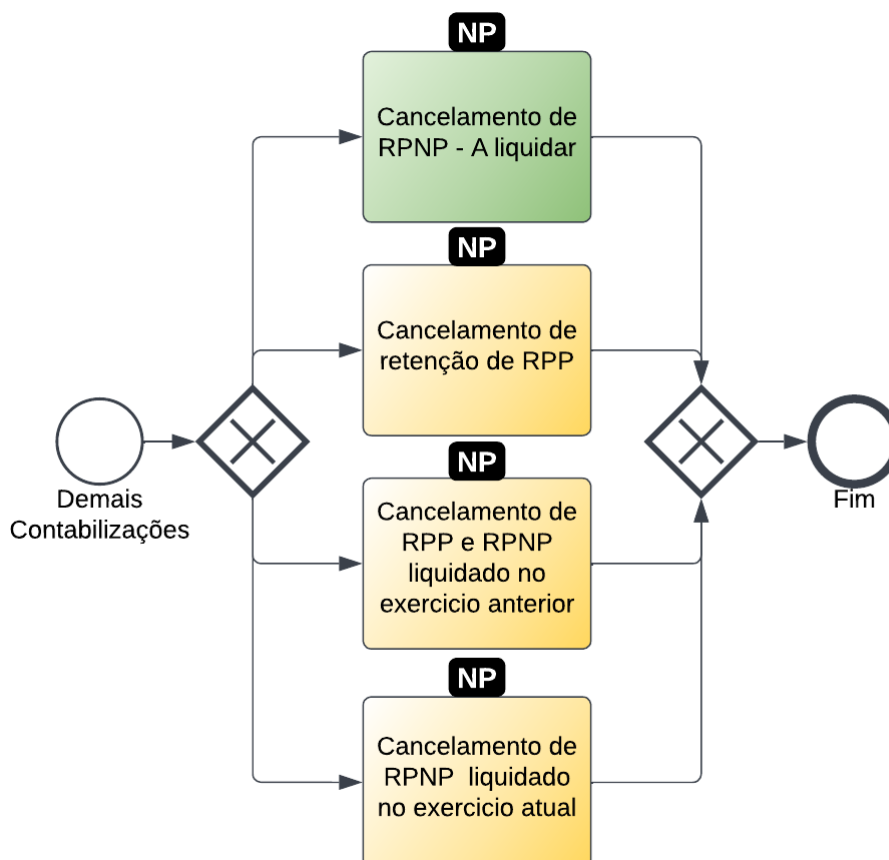 NP
Cancelamento de
RPNP - A liquidar
NP
Cancelamento de
retenção de RPP
Demais
Contabilizações
NP
Cancelamento de
RPP e RPNP
liquidado no
exercicio anterior
Fim
NP
Cancelamento de
RPNP liquidado
no exercicio atual